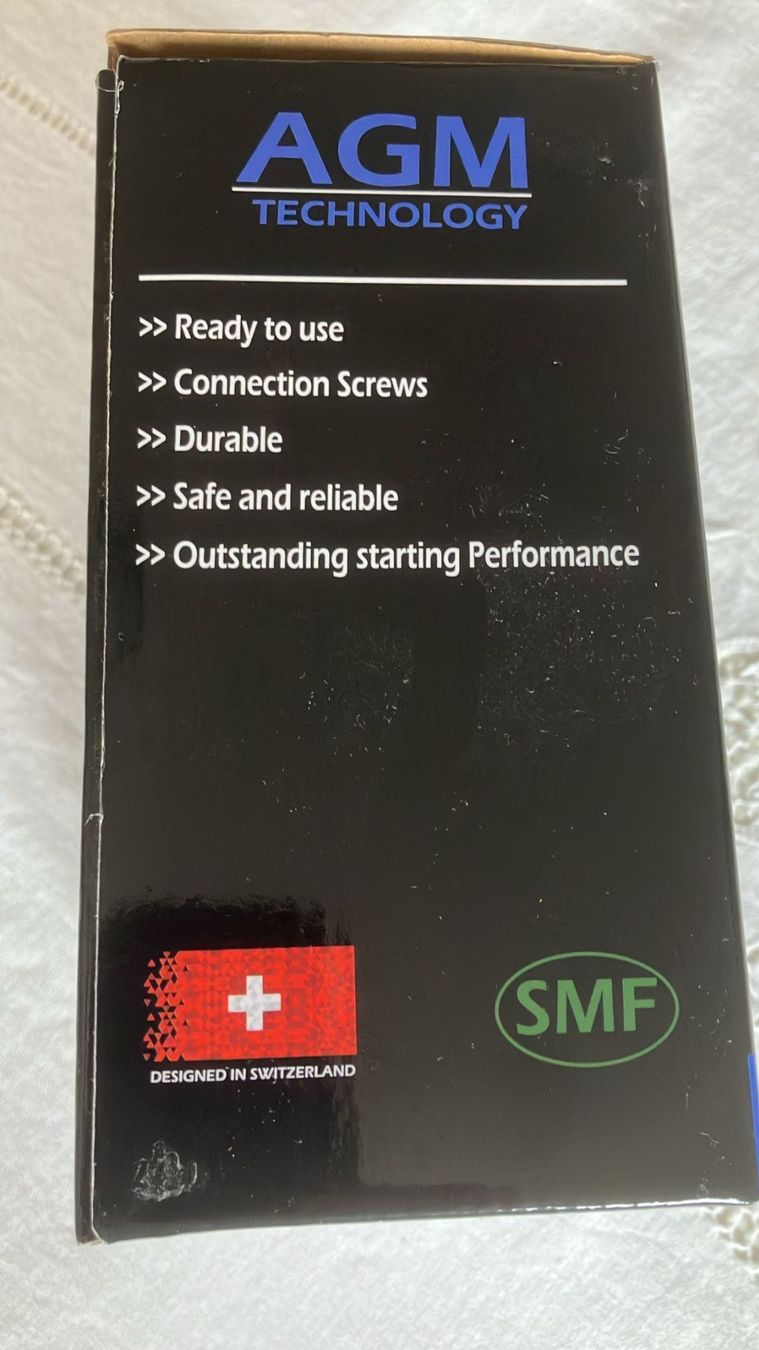 AGM
TECHNOLOGY
>> Ready to use
>> Connection Screws
>> Durable
>> Safe and reliable
>> Outstanding starting Performance
DESIGNED IN SWITZERLAND
SMF